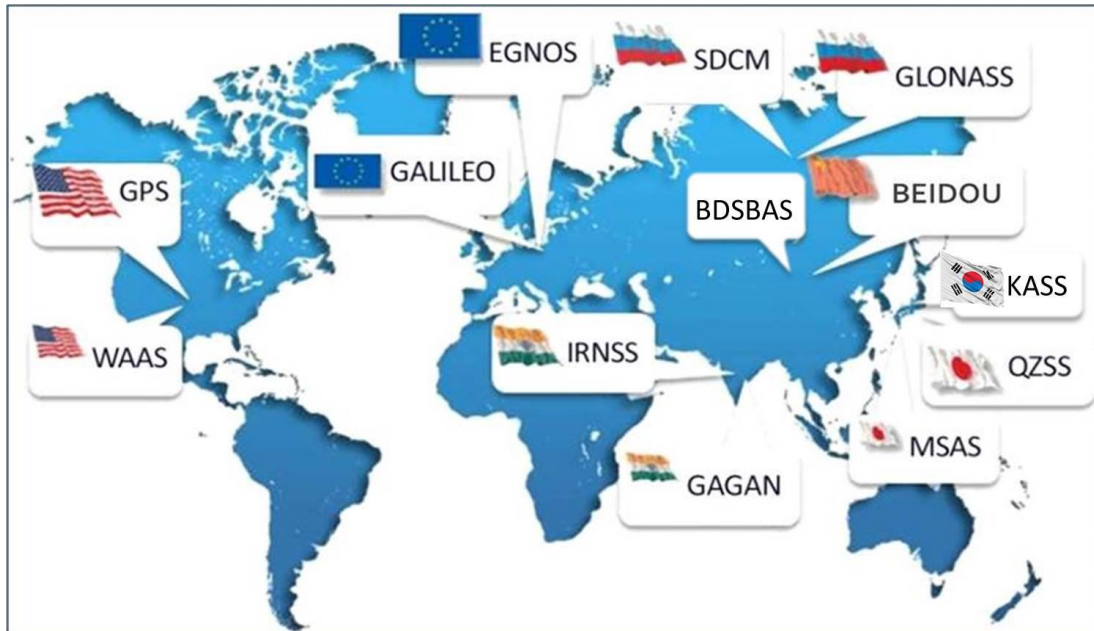 EGNOS
SDCM
GLONASS
GPS
GALILEO
BDSBAS
BEIDOU
KASS
WAAS
IRNSS
QZSS
MSAS
GAGAN